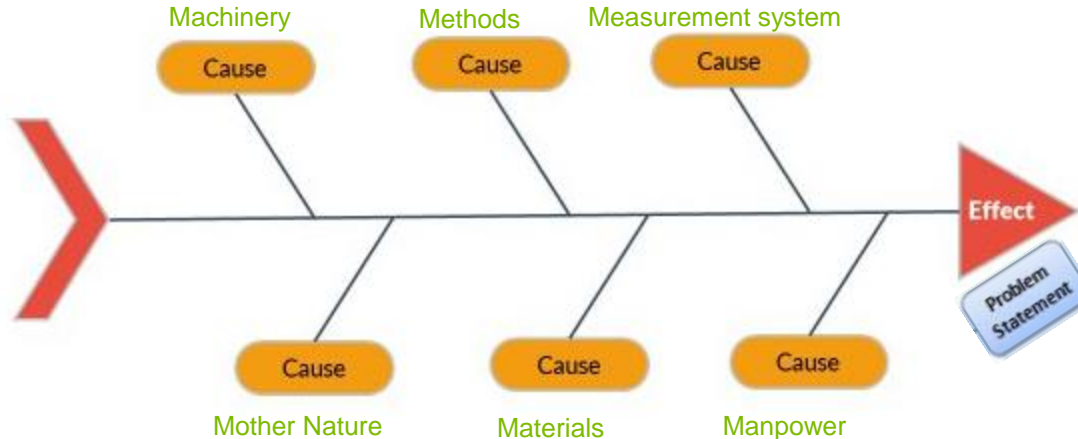 Machinery
Methods
Measurement system
Cause
Cause
Cause
Effect
Problem
Statement
Cause
Cause
Cause
Mother Nature
Materials
Manpower